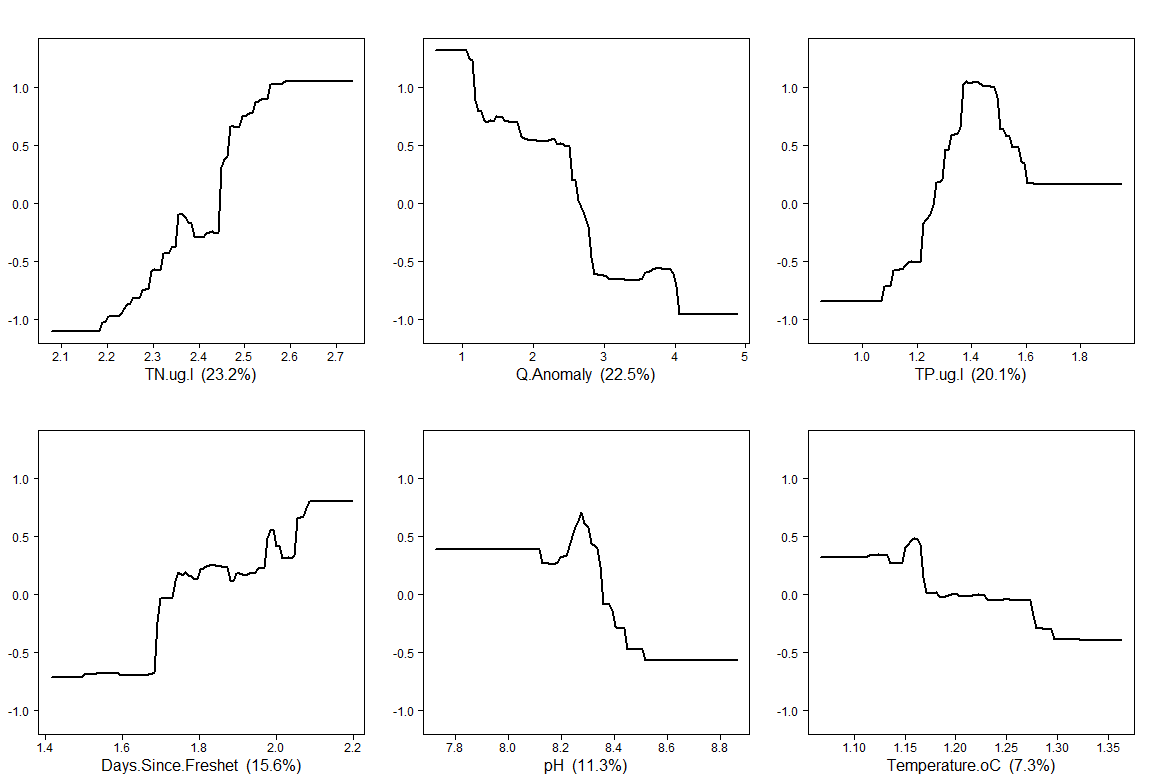 1.0
0.5
0.0
-0.5
-1.0
2.1 2.2 2.3 2.4 2.5 2.6 2.7
TN.ug.l (23.2%)
1.0
0.5
0.0
-0.5
-1.0
1 2 3 4 5
Q.Anomaly (22.5%)
1.0
0.5
0.0
-0.5
-1.0
1.0 1.2 1.4 1.6 1.8
TP.ug.l (20.1%)
1.0
0.5
0.0
-0.5
-1.0
1.4 1.6 1.8 2.0 2.2
Days.Since.Freshet (15.6%)
1.0
0.5
0.0
-0.5
-1.0
7.8 8.0 8.2 8.4 8.6 8.8
pH (11.3%)
1.0
0.5
0.0
-0.5
-1.0
1.10 1.15 1.20 1.25 1.30 1.35
Temperature.oC (7.3%)